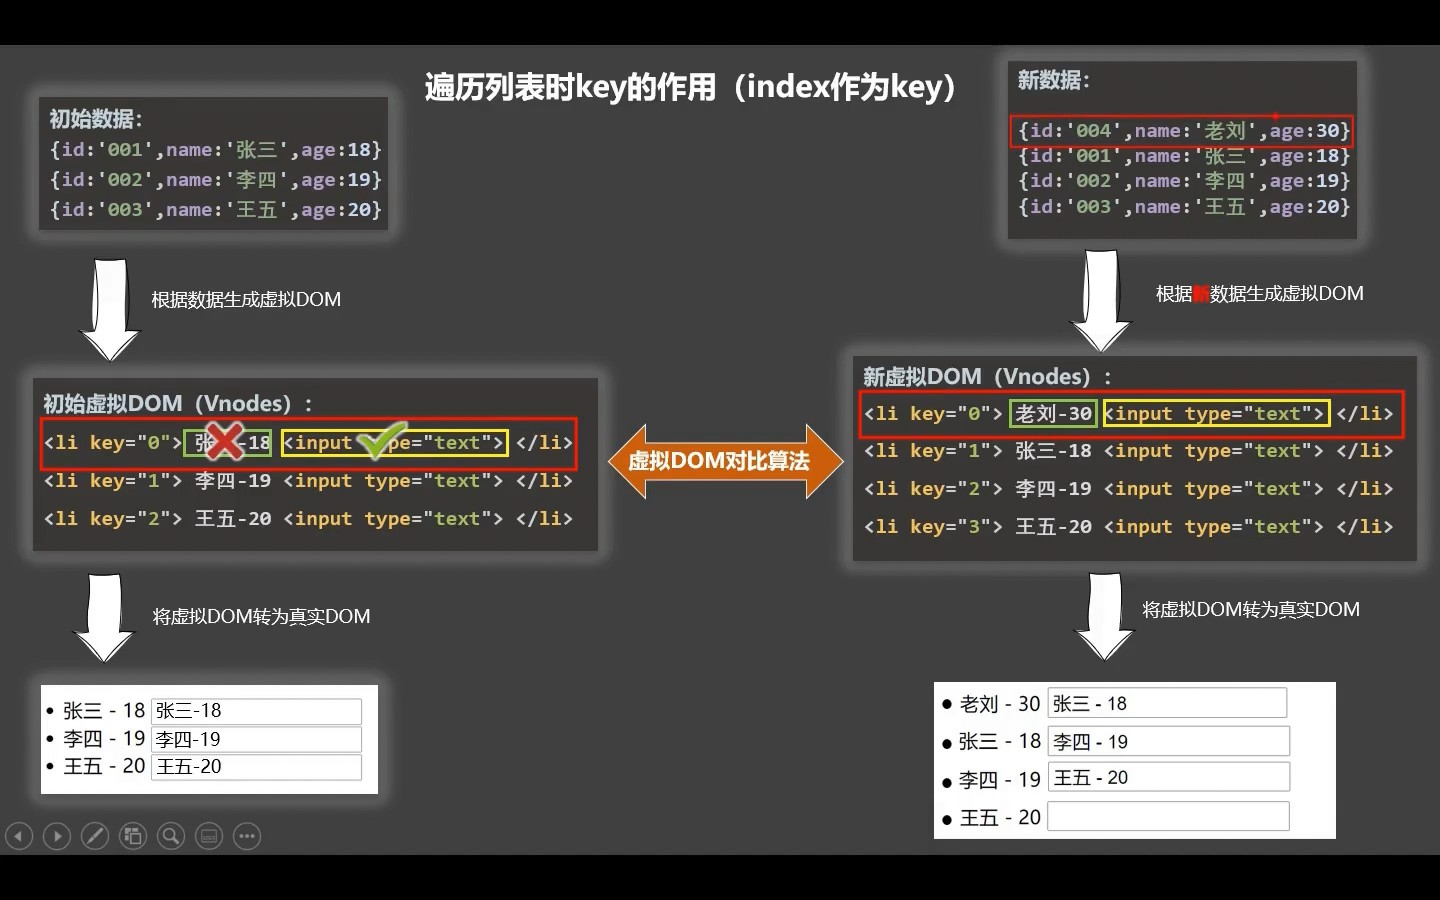 遍历列表时key的作用（index作为key）
初始数据：
{id:'001',name:'张三',age:18}
{id:'002',name:'李四',age:19}
{id:'003',name:'王五',age:20}
根据数据生成虚拟DOM
初始虚拟DOM（Vnodes）:
<li key="0"> 张三-18 <input type="text"> </li>
<li key="1"> 李四-19 <input type="text"> </li>
<li key="2"> 王五-20 <input type="text"> </li>
将虚拟DOM转为真实DOM
• 张三 - 18 张三-18
• 李四 - 19 李四-19
• 王五 - 20 王五-20
虚拟DOM对比算法
新数据：
{id:'004',name:'老刘',age:30}
{id:'001',name:'张三',age:18}
{id:'002',name:'李四',age:19}
{id:'003',name:'王五',age:20}
根据新数据生成虚拟DOM
新虚拟DOM（Vnodes）:
<li key="0"> 老刘-30 <input type="text"> </li>
<li key="1"> 张三-18 <input type="text"> </li>
<li key="2"> 李四-19 <input type="text"> </li>
<li key="3"> 王五-20 <input type="text"> </li>
将虚拟DOM转为真实DOM
● 老刘 - 30 张三 - 18
● 张三 - 18 李四 - 19
● 李四 - 19 王五 - 20
● 王五 - 20